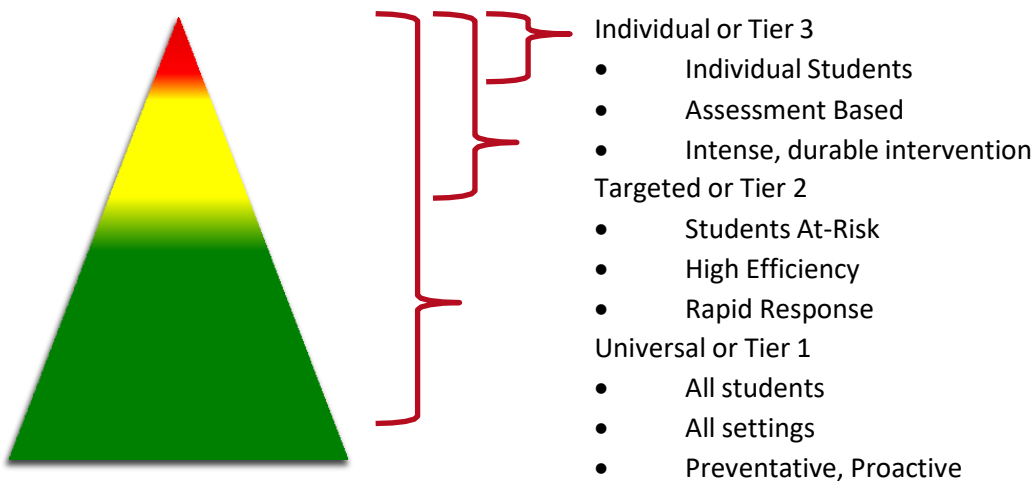 Individual or Tier 3
• Individual Students
• Assessment Based
• Intense, durable intervention
Targeted or Tier 2
• Students At-Risk
• High Efficiency
• Rapid Response
Universal or Tier 1
• All students
• All settings
• Preventative, Proactive